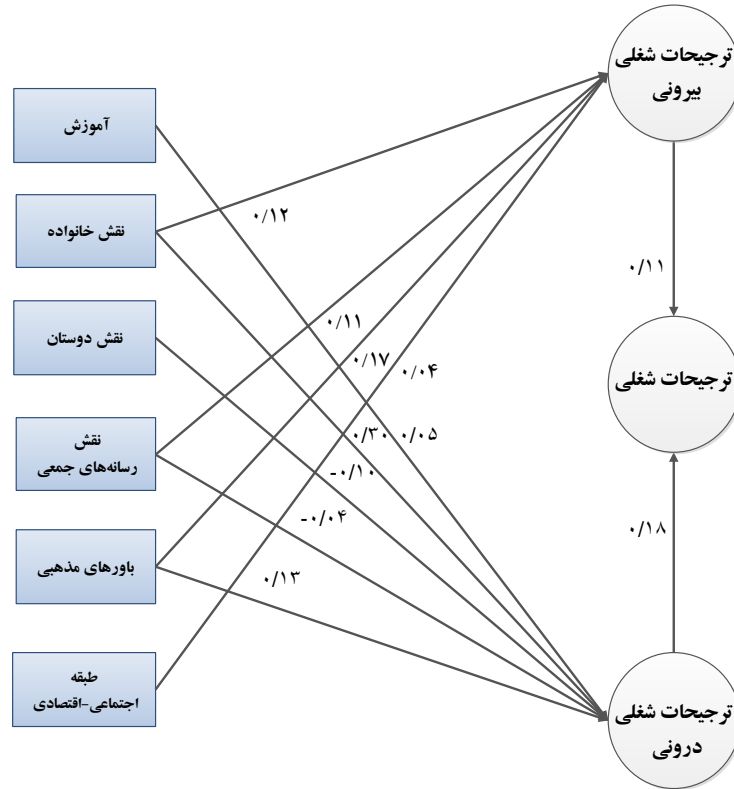 ترجیحات شغلی
بیرونی
آموزش
نقش خانواده
۰/۱۲
۰/۱۱
نقش دوستان
۰/۱۱
۰/۱۷
۰/۰۴
ترجیحات شغلی
نقش
رسانه‌های جمعی
۰/۳۰
۰/۰۵
-۰/۱۰
-۰/۰۴
۰/۱۸
باورهای مذهبی
۰/۱۳
طبقه
اجتماعی-اقتصادی
ترجیحات شغلی
درونی